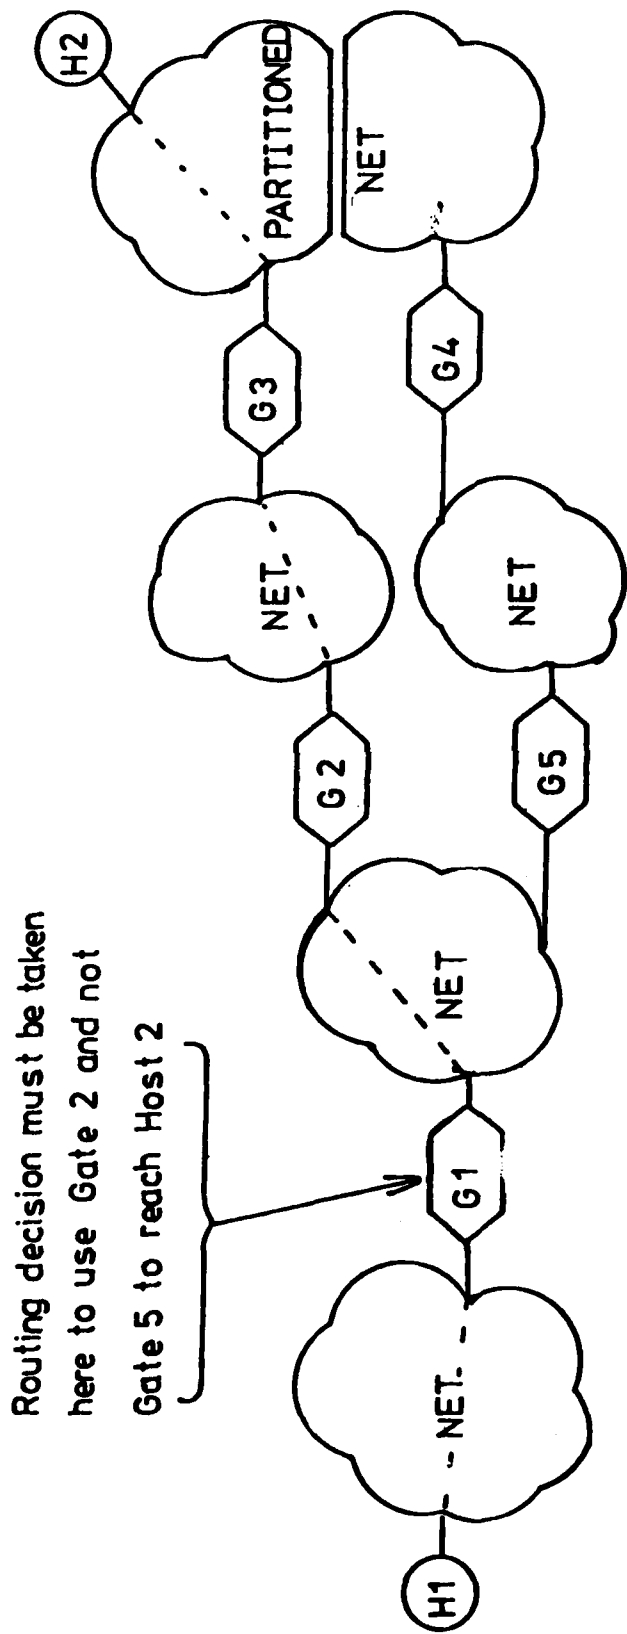 Routing decision must be taken
here to use Gate 2 and not
Gate 5 to reach Host 2
H1
NET
G1
NET
G2
G5
NET
NET
G3
G4
PARTITIONED
NET
H2